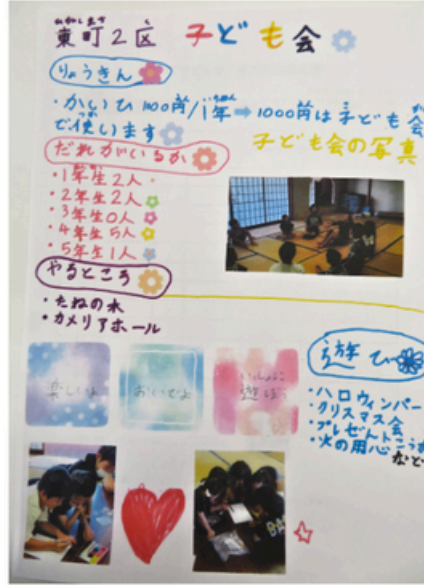 ひがしまち く
東町2区 子ども会
りょうきん
・かいひ1000円/1年➡1000円は子ども会
で使います
子ども会の写真
だれがいるか
・1年生2人
・2年生2人
・3年生0人
・4年生5人
・5年生1人
やるところ
・たねの木
・カメリアホール
楽しいよ
おいでよ
いっしょに
遊ぼう
遊び
・ハロウィンパー
・クリスマス会
・プレゼントこうか
・火の用心
など